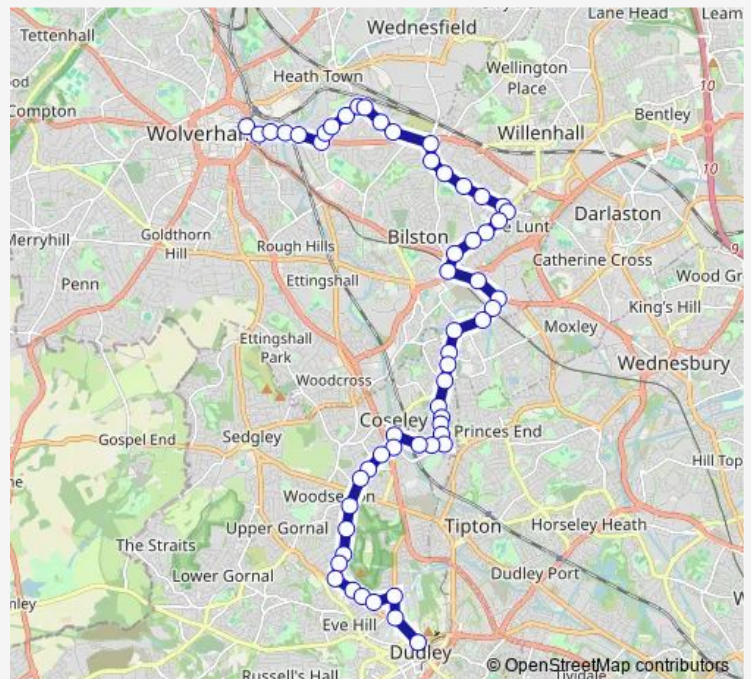 Lane Head
Leam
Wednesfield
Tettenhall
Wellington
Place
Heath Town
10
Compton
Bentley
Willenhall
10
Darlaston
Merryhill
Goldthorn
Hill
Bilston
e Lunt
9
Rough Hills
Catherine Cross
Penn
Ettingshall
Wood Gr
King's Hill
Moxley
Ettingshall
Park
Wednesbury
Woodcross
Coseley
Gospel End
Sedgley
Princes End
Hill Top
Upper Gornal
Tipton
Horseley Heath
The Straits
Lower Gornal
Dudley Port
nley
Eve Hill
Dudley
© OpenStreetMap contributors
Russell's Hall